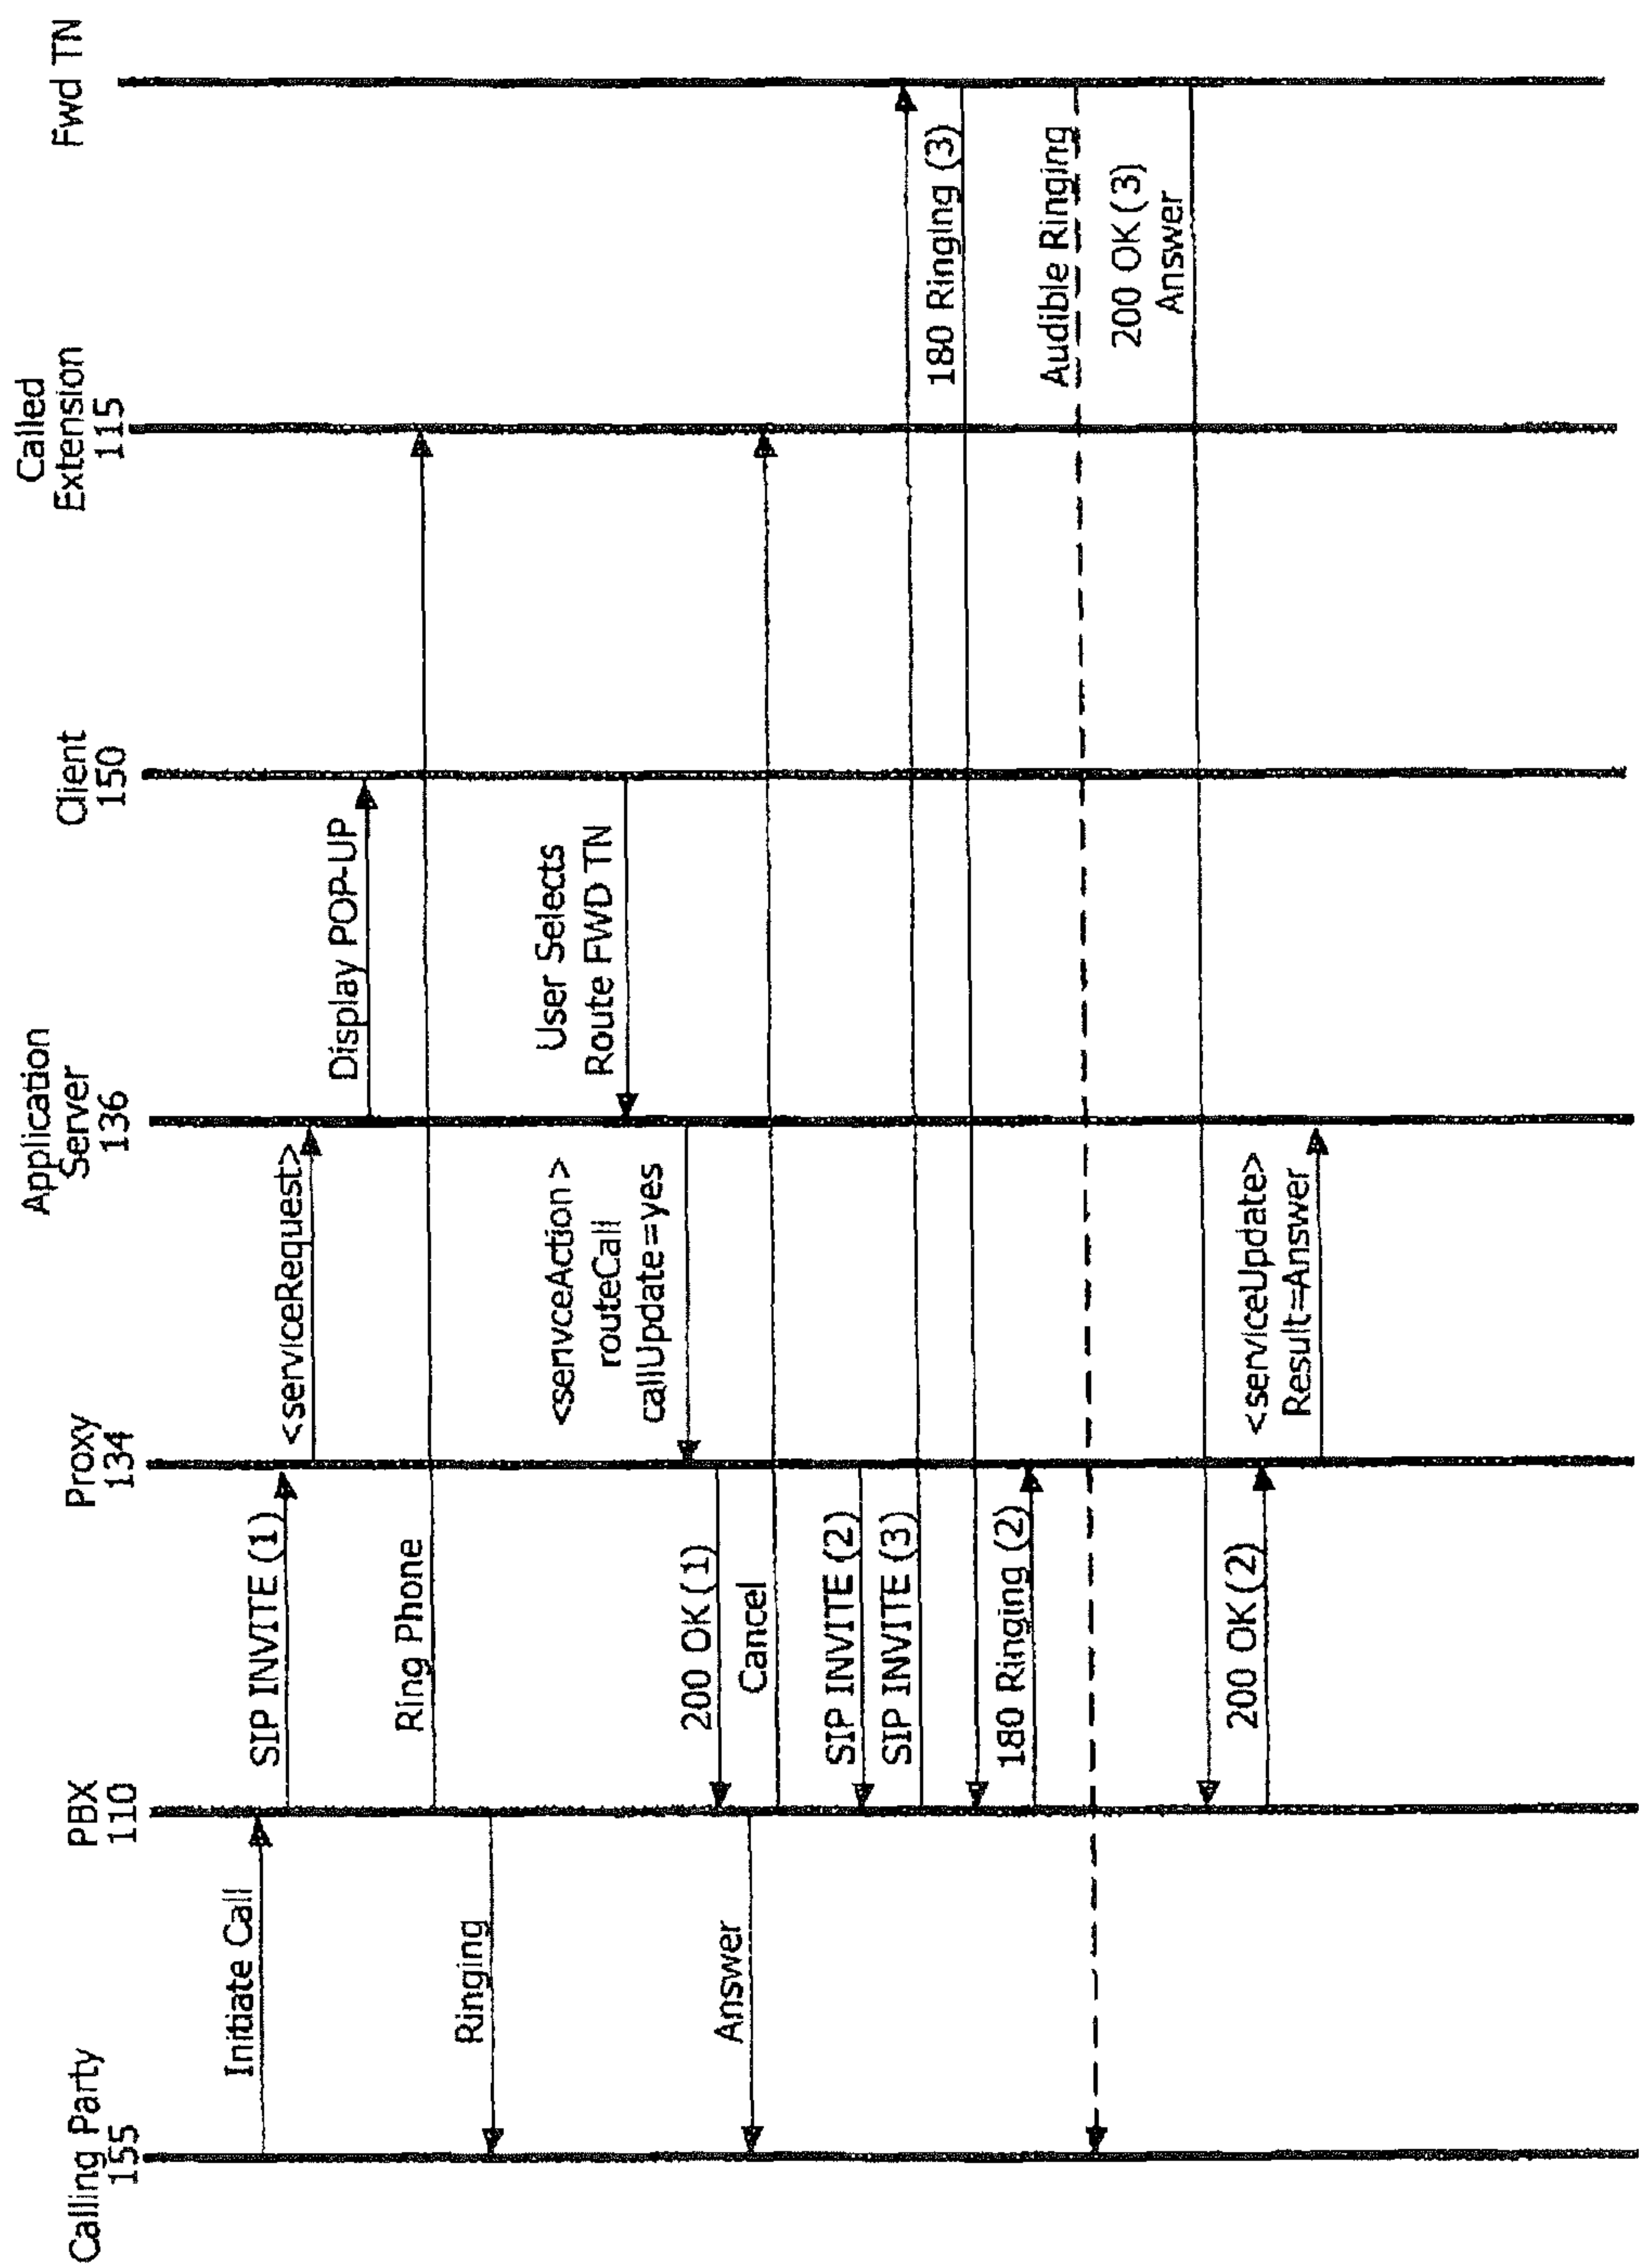 Calling Party
155
PBX
110
Proxy
134
Application
Server
136
Client
150
Called
Extension
115
Fwd TN
Initiate Call
SIP INVITE (1)
<serviceRequest>
Display POP-UP
Ring Phone
Ringing
User Selects
Route FWD TN
<serviceAction>
routeCall
callUpdate=yes
200 OK (1)
Answer
Cancel
SIP INVITE (2)
SIP INVITE (3)
180 Ringing (3)
180 Ringing (2)
Audible Ringing
200 OK (3)
Answer
200 OK (2)
<serviceUpdate>
Result=Answer